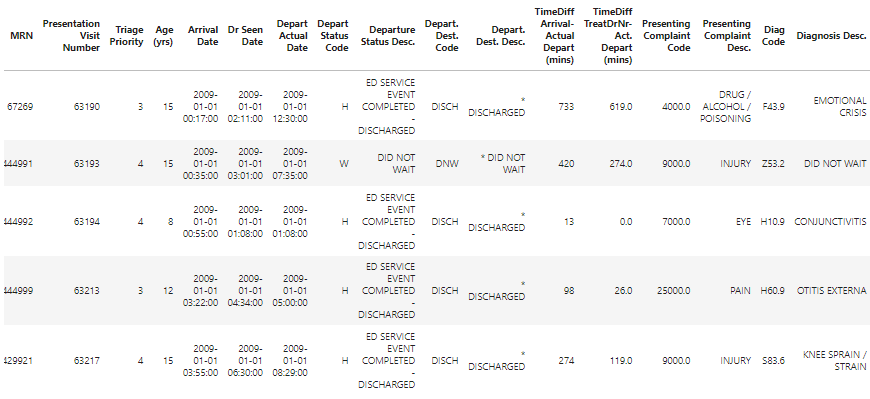 MRN
Presentation
Visit
Number
Triage
Priority
Age
(yrs)
Arrival
Date
Dr Seen
Date
Depart
Actual
Date
Depart
Status
Code
Departure
Status Desc.
Depart.
Dest.
Code
Depart.
Dest. Desc.
TimeDiff
Arrival-
Actual
Depart
(mins)
TimeDiff
TreatDrNr-
Act.
Depart
(mins)
Presenting
Complaint
Code
Presenting
Complaint
Desc.
Diag
Code
Diagnosis Desc.
67269
63190
3
15
2009-
01-01
00:17:00
2009-
01-01
02:11:00
2009-
01-01
12:30:00
H
ED SERVICE
EVENT
COMPLETED
-
DISCHARGED
DISCH
*
DISCHARGED
733
619.0
4000.0
DRUG /
ALCOHOL /
POISONING
F43.9
EMOTIONAL
CRISIS
63193
4
15
2009-
01-01
00:35:00
2009-
01-01
03:01:00
2009-
01-01
07:35:00
W
DID NOT
WAIT
DNW
* DID NOT
WAIT
420
274.0
9000.0
INJURY
Z53.2
DID NOT WAIT
63194
4
8
2009-
01-01
00:55:00
2009-
01-01
01:08:00
2009-
01-01
01:08:00
H
ED SERVICE
EVENT
COMPLETED
-
DISCHARGED
DISCH
*
DISCHARGED
13
0.0
7000.0
EYE
H10.9
CONJUNCTIVITIS
63213
3
12
2009-
01-01
03:22:00
2009-
01-01
04:34:00
2009-
01-01
05:00:00
H
ED SERVICE
EVENT
COMPLETED
-
DISCHARGED
DISCH
*
DISCHARGED
98
26.0
25000.0
PAIN
H60.9
OTITIS EXTERNA
63217
4
15
2009-
01-01
03:55:00
2009-
01-01
06:30:00
2009-
01-01
08:29:00
H
ED SERVICE
EVENT
COMPLETED
-
DISCHARGED
DISCH
*
DISCHARGED
274
119.0
9000.0
INJURY
S83.6
KNEE SPRAIN /
STRAIN